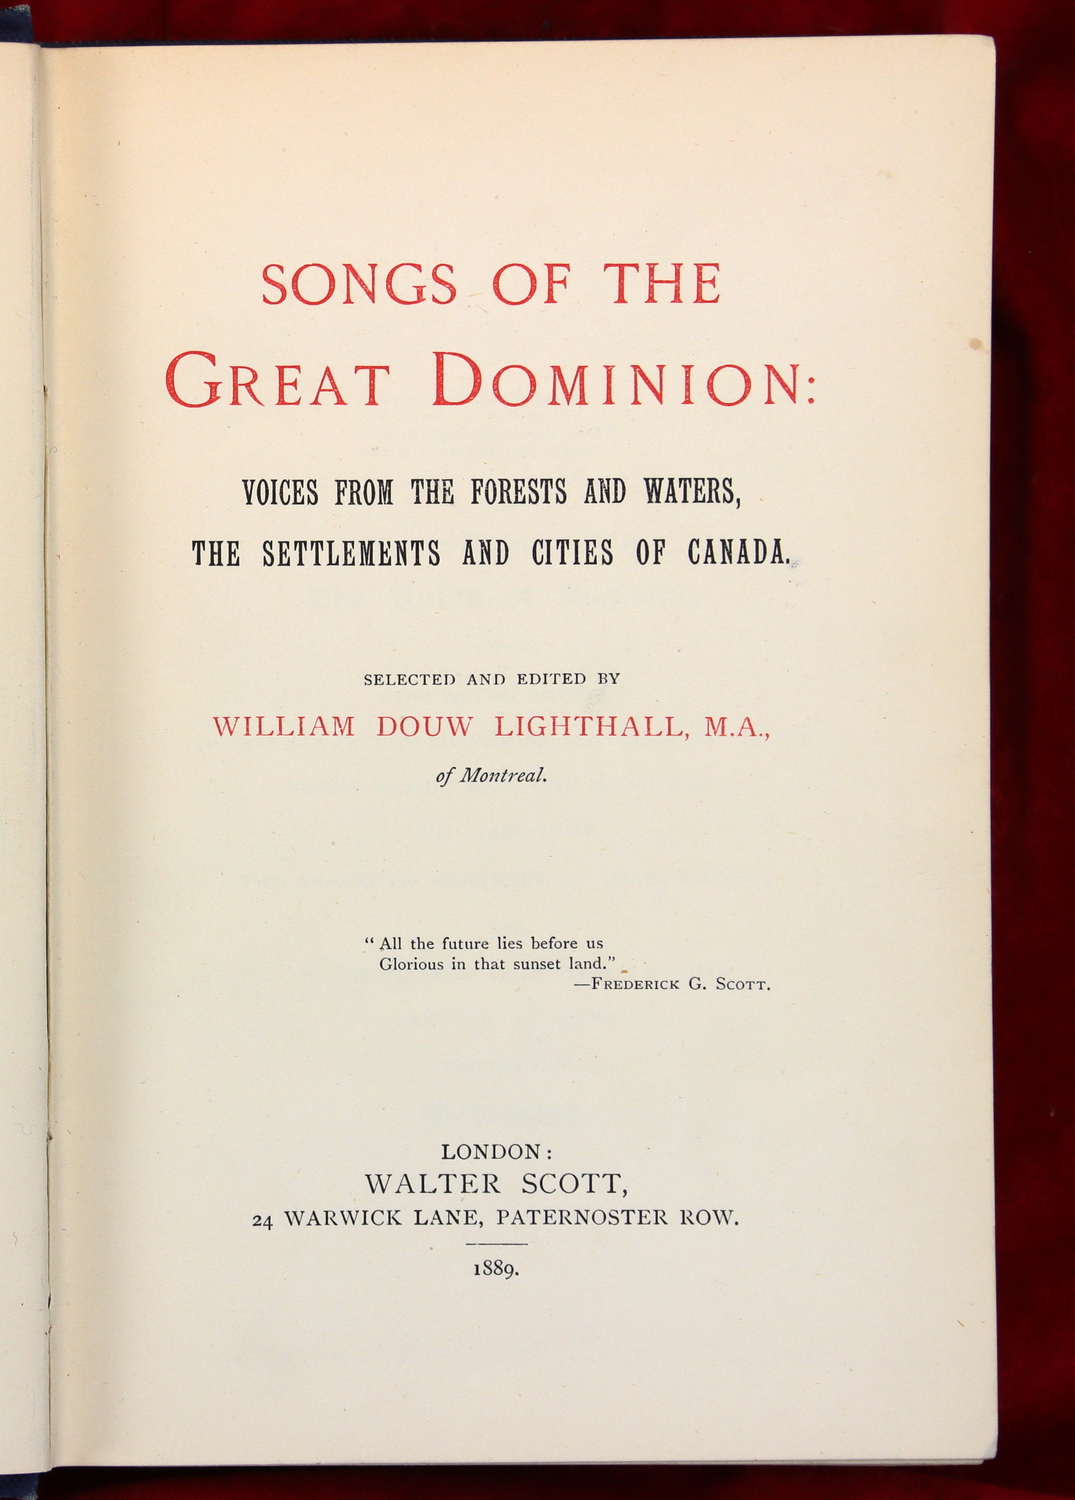 SONGS OF THE
GREAT DOMINION:
VOICES FROM THE FORESTS AND WATERS,
THE SETTLEMENTS AND CITIES OF CANADA.
SELECTED AND EDITED BY
WILLIAM DOUW LIGHTHALL, M.A.,
of Montreal.
“ All the future lies before us
Glorious in that sunset land.”
—FREDERICK G. SCOTT.
LONDON:
WALTER SCOTT,
24 WARWICK LANE, PATERNOSTER ROW.
1889.